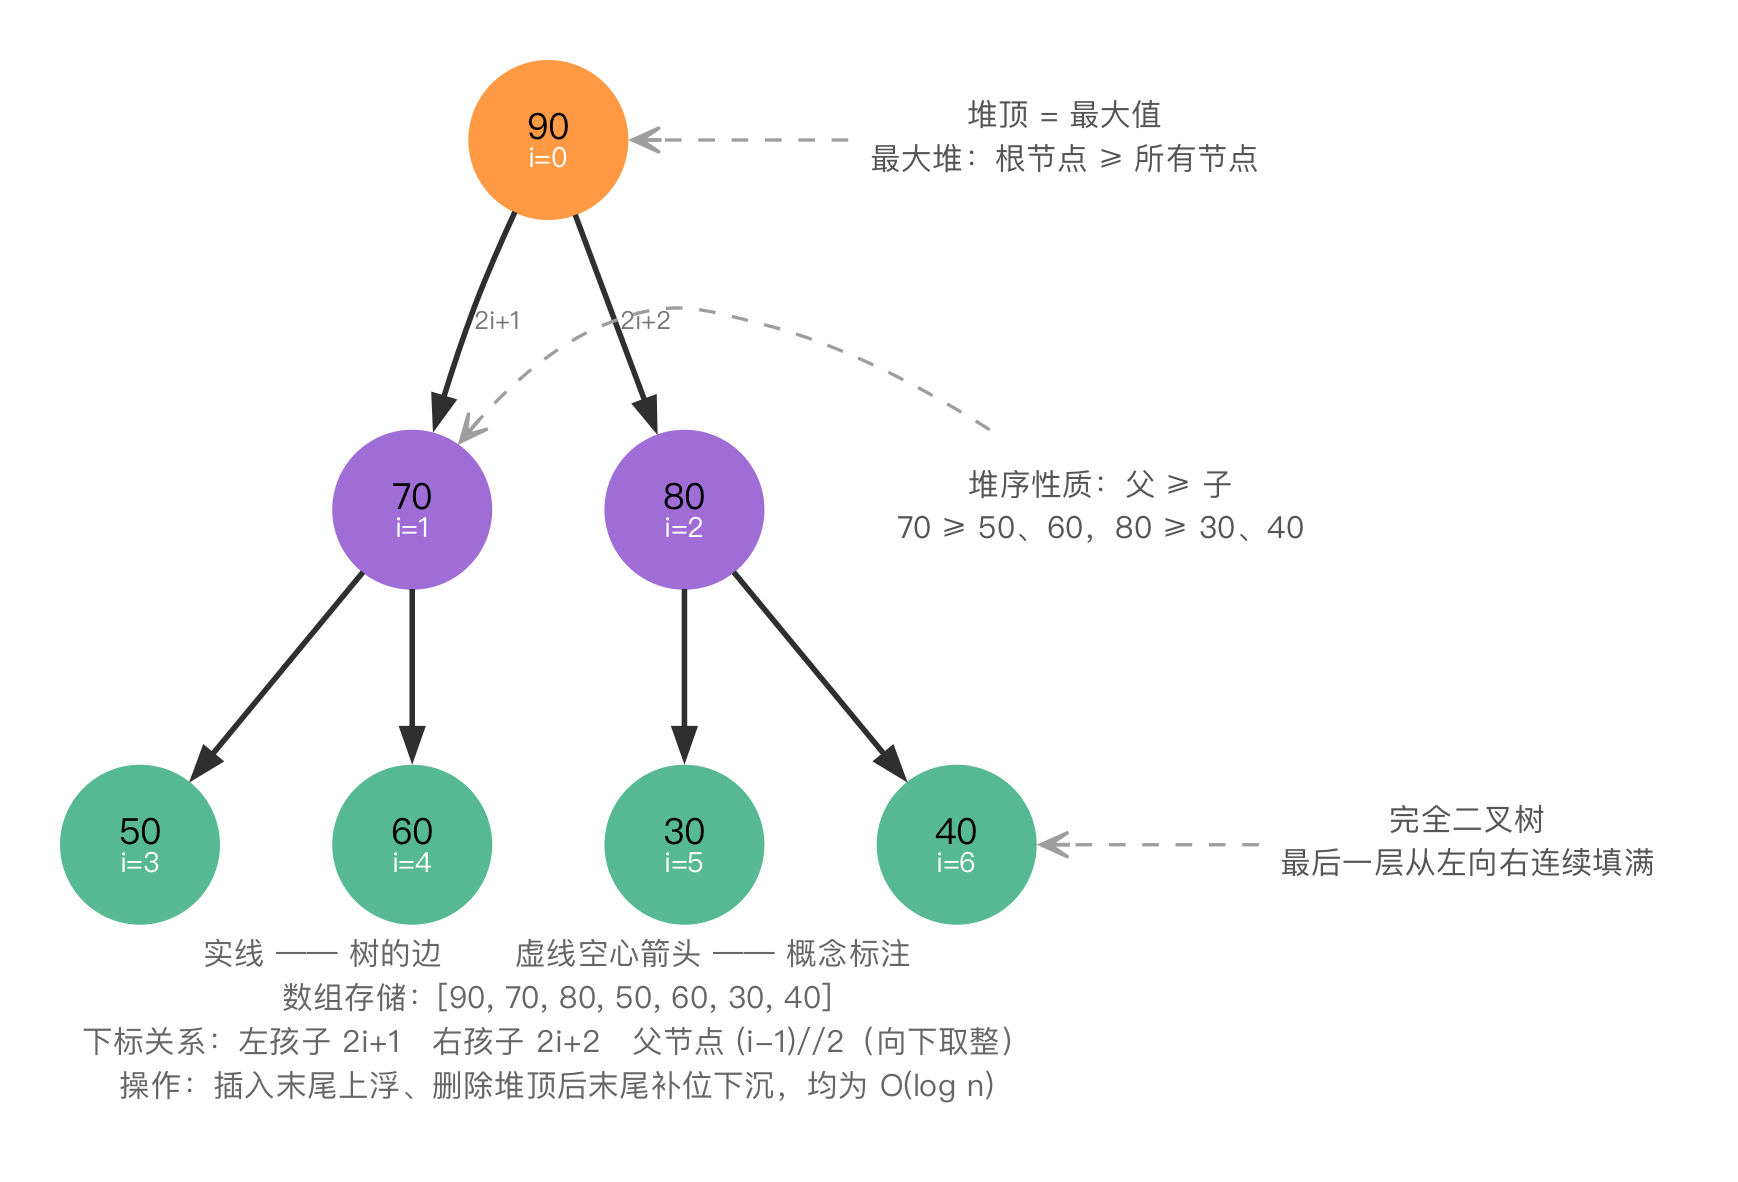 90
i=0
堆顶 = 最大值
最大堆：根节点 ⩾ 所有节点
2i+1
2i+2
70
i=1
80
i=2
堆序性质：父 ⩾ 子
70 ⩾ 50、60，80 ⩾ 30、40
50
i=3
60
i=4
30
i=5
40
i=6
完全二叉树
最后一层从左向右连续填满
实线 —— 树的边  虚线空心箭头 —— 概念标注
数组存储：[90, 70, 80, 50, 60, 30, 40]
下标关系：左孩子 2i+1 右孩子 2i+2 父节点 (i-1)//2（向下取整）
操作：插入末尾上浮、删除堆顶后末尾补位下沉，均为 O(log n)